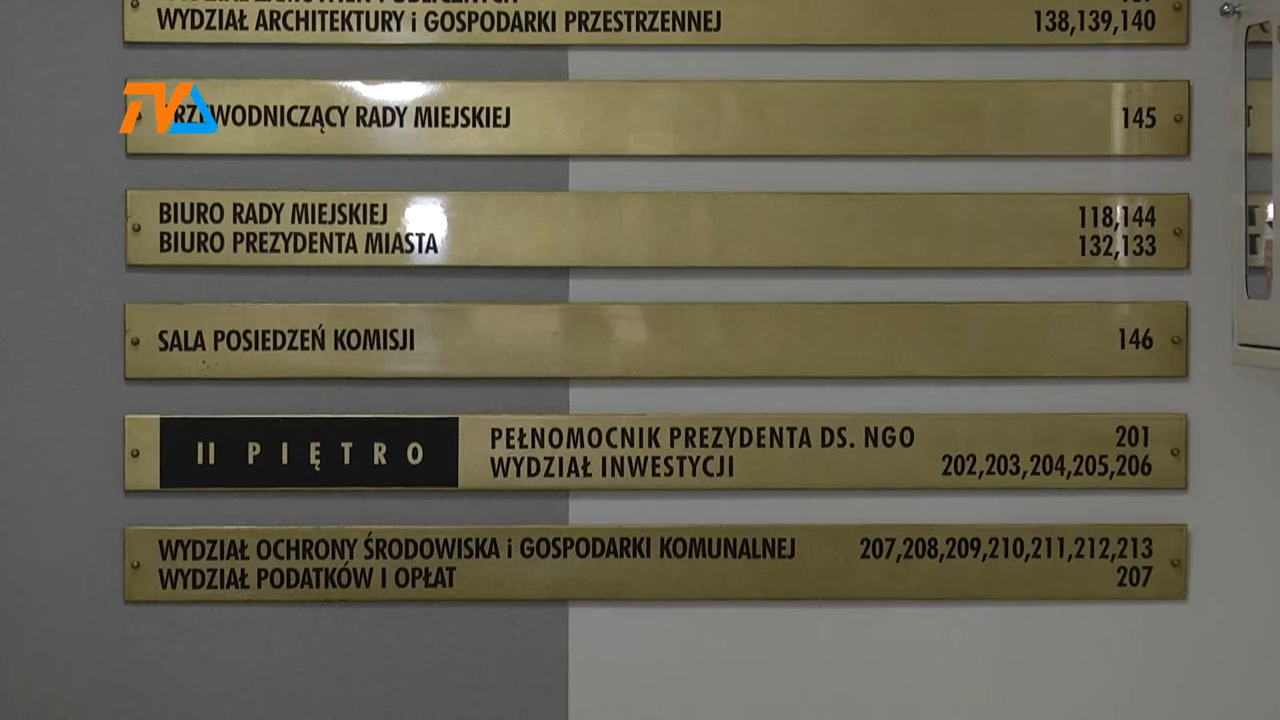 WYDZIAŁ ARCHITEKTURY i GOSPODARKI PRZESTRZENNEJ 138,139,140
TVA
PRZEWODNICZĄCY RADY MIEJSKIEJ 145
BIURO RADY MIEJSKIEJ 118,144
BIURO PREZYDENTA MIASTA 132,133
SALA POSIEDZEŃ KOMISJI 146
II PIĘTRO
PEŁNOMOCNIK PREZYDENTA DS. NGO 201
WYDZIAŁ INWESTYCJI 202,203,204,205,206
WYDZIAŁ OCHRONY ŚRODOWISKA i GOSPODARKI KOMUNALNEJ 207,208,209,210,211,212,213
WYDZIAŁ PODATKÓW I OPŁAT 207